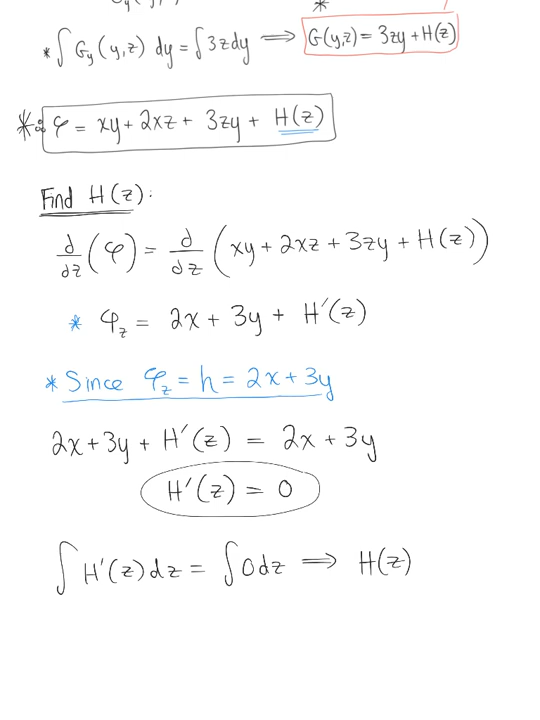 * ∫ G_y (y,z) dy = ∫ 3z dy ⟹ G(y,z) = 3zy + H(z)
*: φ = xy + 2xz + 3zy + H(z)
Find H(z):
d/dz (φ) = d/dz (xy + 2xz + 3zy + H(z))
* φ_z = 2x + 3y + H'(z)
* Since φ_z = h = 2x + 3y
2x + 3y + H'(z) = 2x + 3y
H'(z) = 0
∫ H'(z) dz = ∫ 0 dz ⟹ H(z)